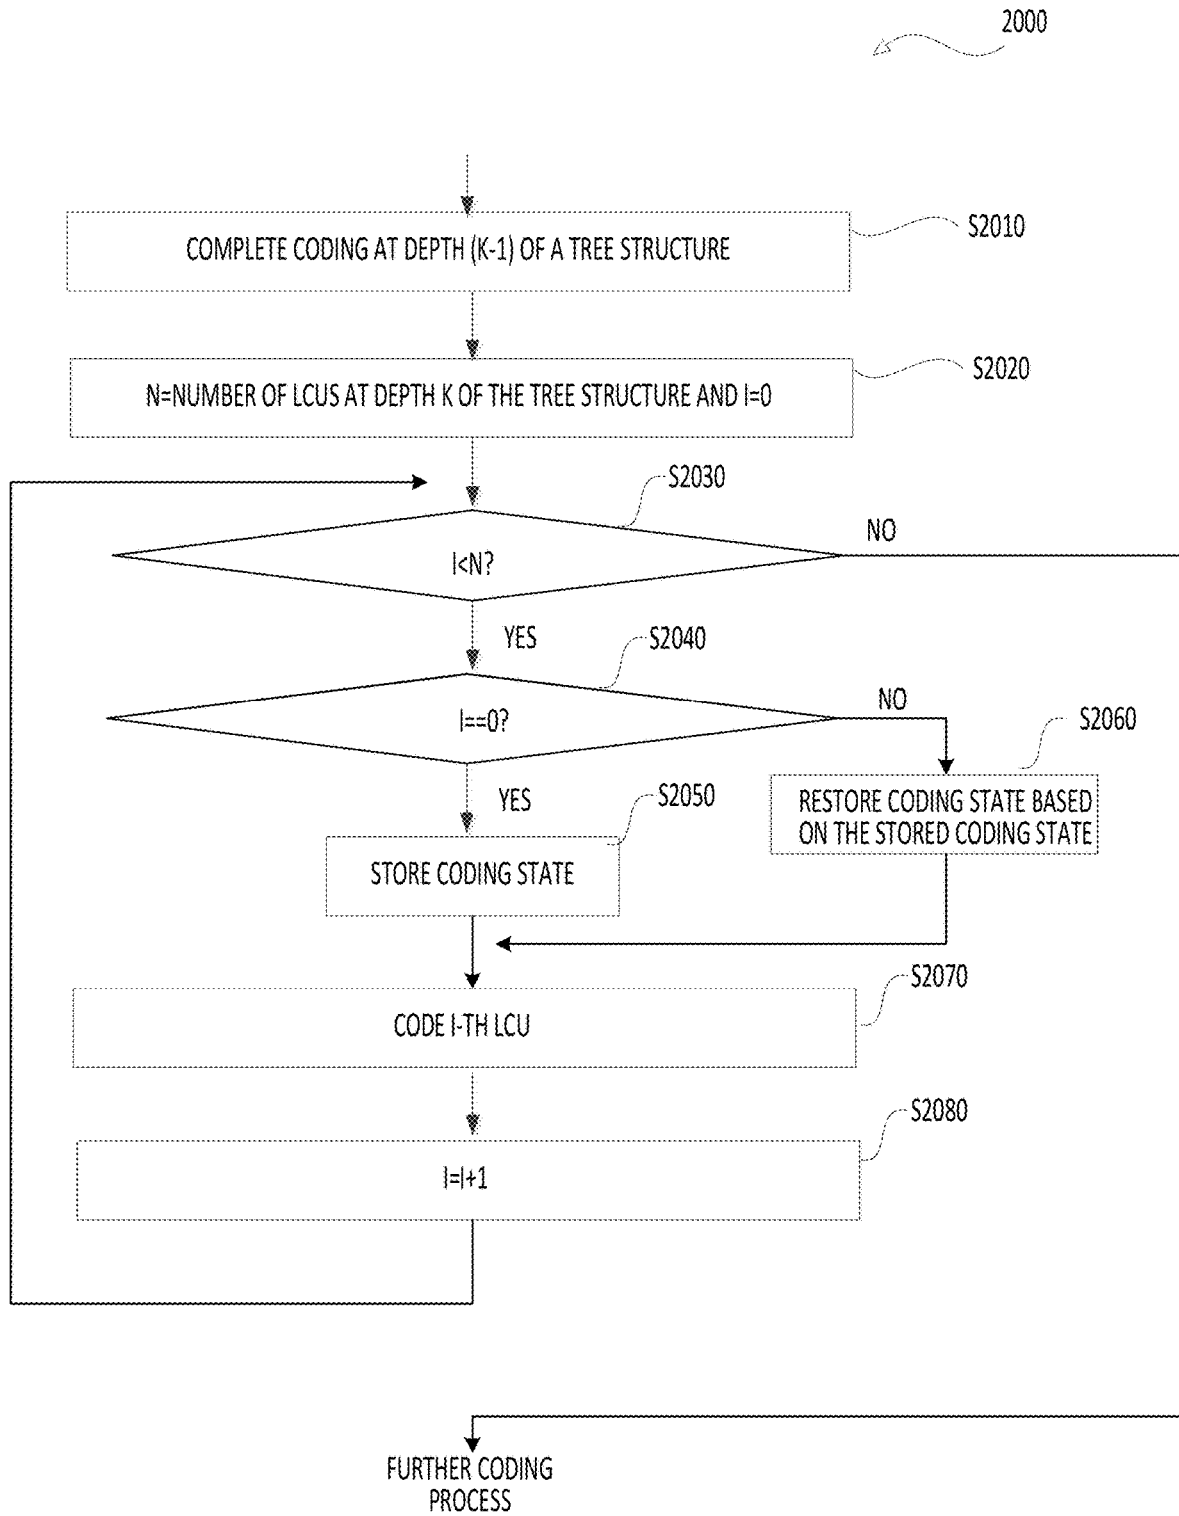 2000
COMPLETE CODING AT DEPTH (K-1) OF A TREE STRUCTURE
S2010
N=NUMBER OF LCUS AT DEPTH K OF THE TREE STRUCTURE AND I=0
S2020
S2030
I<N?
NO
YES
S2040
I==0?
NO
S2060
YES
S2050
RESTORE CODING STATE BASED
ON THE STORED CODING STATE
STORE CODING STATE
S2070
CODE I-TH LCU
S2080
I=I+1
FURTHER CODING
PROCESS